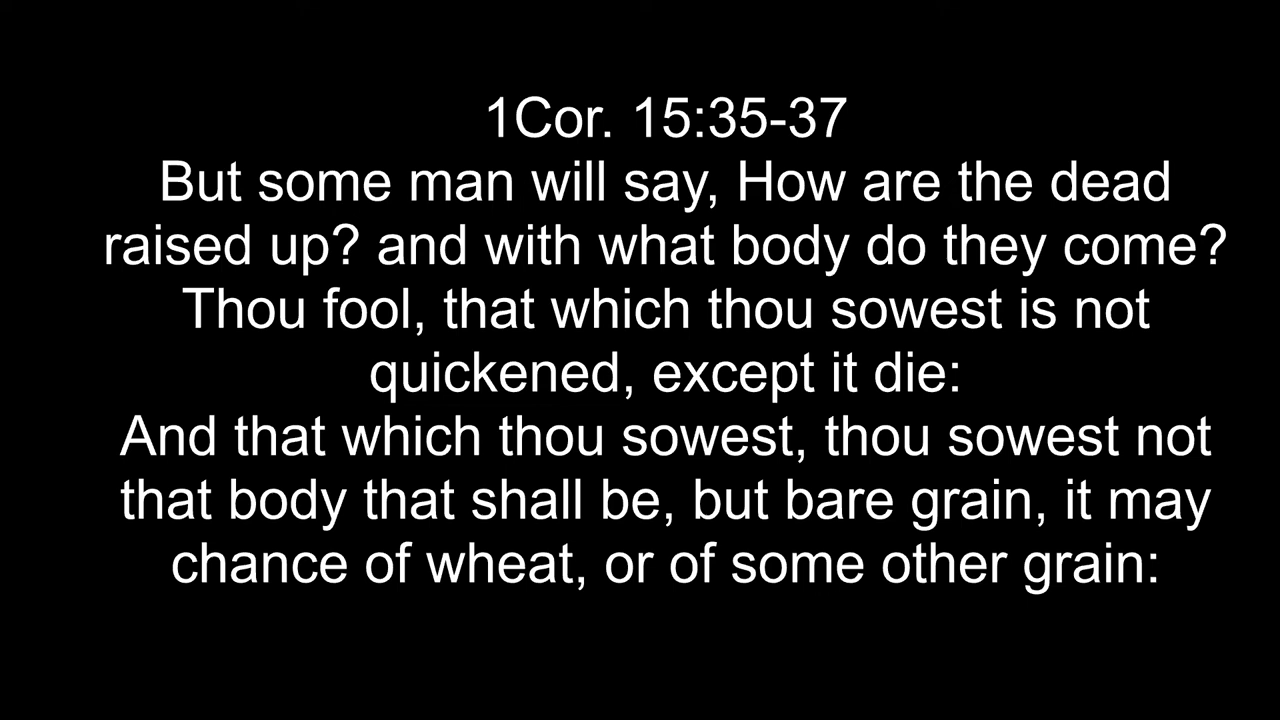 1Cor. 15:35-37
But some man will say, How are the dead
raised up? and with what body do they come?
Thou fool, that which thou sowest is not
quickened, except it die:
And that which thou sowest, thou sowest not
that body that shall be, but bare grain, it may
chance of wheat, or of some other grain: